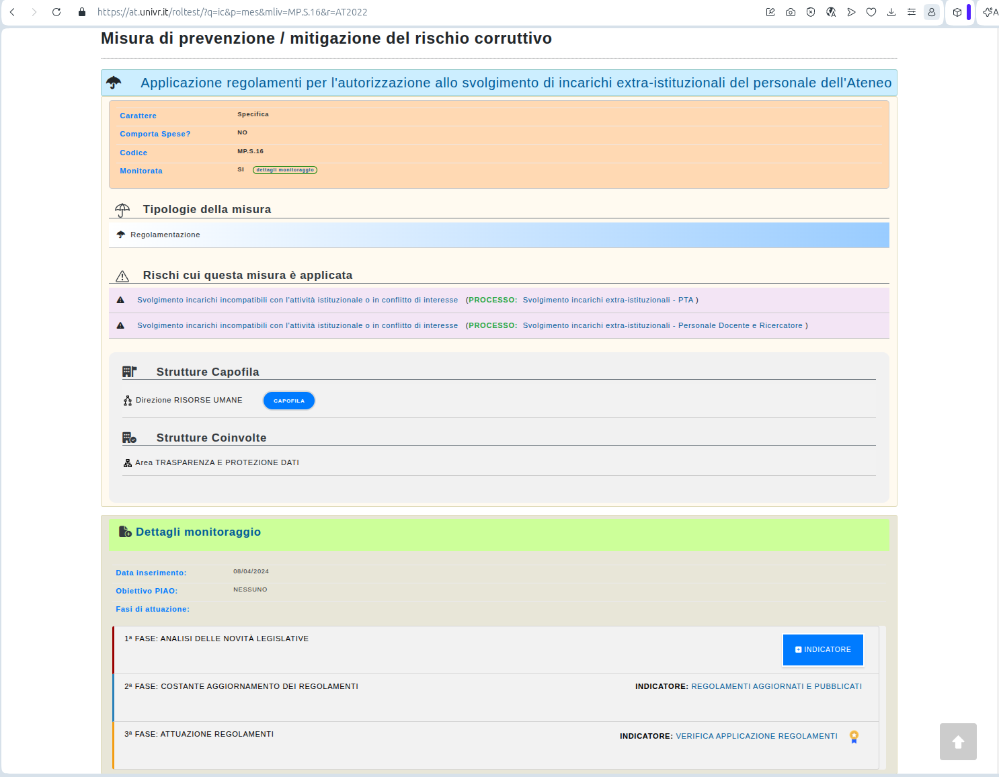 https://at.univr.it/roltest/?q=ic&p=mes&mliv=MP.S.16&r=AT2022
Misura di prevenzione / mitigazione del rischio corruttivo
Applicazione regolamenti per l'autorizzazione allo svolgimento di incarichi extra-istituzionali del personale dell'Ateneo
Carattere Specifica
Comporta Spese? NO
Codice MP.S.16
Monitorata SI dettagli monitoraggio
Tipologie della misura
Regolamentazione
Rischi cui questa misura è applicata
Svolgimento incarichi incompatibili con l'attività istituzionale o in conflitto di interesse (PROCESSO: Svolgimento incarichi extra-istituzionali - PTA )
Svolgimento incarichi incompatibili con l'attività istituzionale o in conflitto di interesse (PROCESSO: Svolgimento incarichi extra-istituzionali - Personale Docente e Ricercatore )
Strutture Capofila
Direzione RISORSE UMANE CAPOFILA
Strutture Coinvolte
Area TRASPARENZA E PROTEZIONE DATI
Dettagli monitoraggio
Data inserimento: 08/04/2024
Obiettivo PIAO: NESSUNO
Fasi di attuazione:
1ª FASE: ANALISI DELLE NOVITÀ LEGISLATIVE INDICATORE
2ª FASE: COSTANTE AGGIORNAMENTO DEI REGOLAMENTI INDICATORE: REGOLAMENTI AGGIORNATI E PUBBLICATI
3ª FASE: ATTUAZIONE REGOLAMENTI INDICATORE: VERIFICA APPLICAZIONE REGOLAMENTI